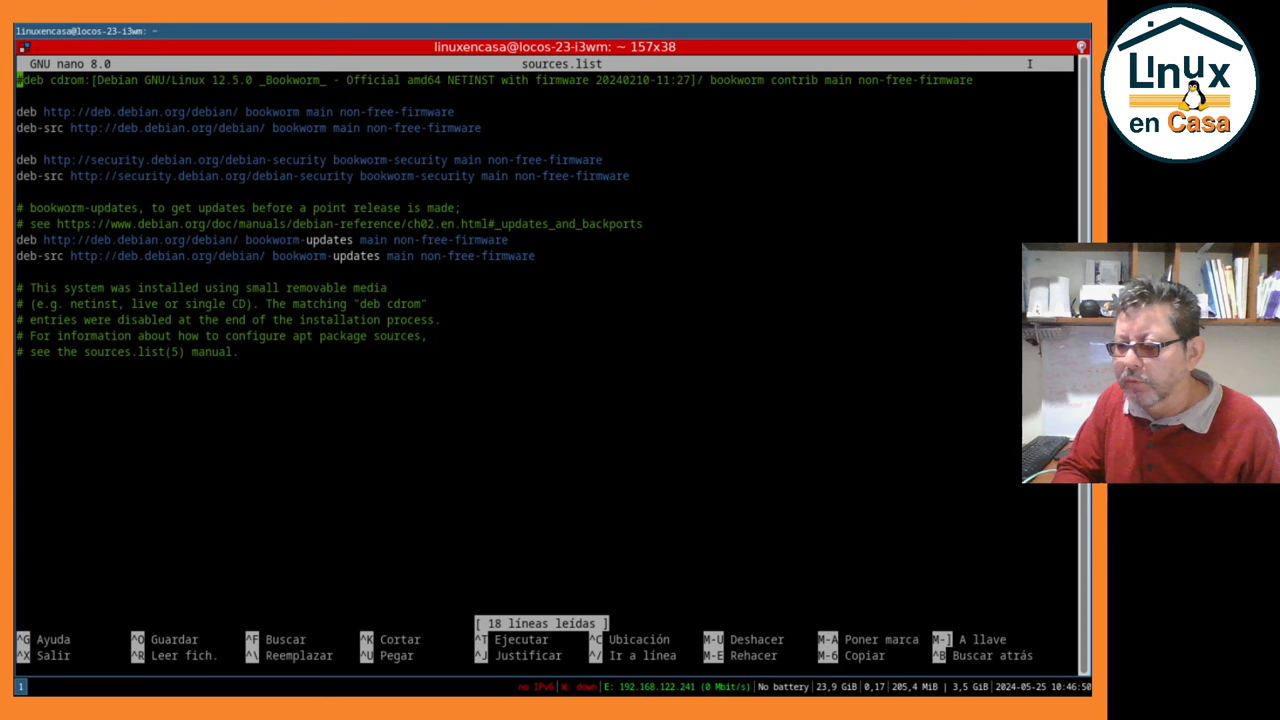 linuxencasa@locos-23-i3wm: ~
linuxencasa@locos-23-i3wm: ~ 157x38
GNU nano 8.0 sources.list
#deb cdrom:[Debian GNU/Linux 12.5.0 _Bookworm_ - Official amd64 NETINST with firmware 20240210-11:27]/ bookworm contrib main non-free-firmware
deb http://deb.debian.org/debian/ bookworm main non-free-firmware
deb-src http://deb.debian.org/debian/ bookworm main non-free-firmware
deb http://security.debian.org/debian-security bookworm-security main non-free-firmware
deb-src http://security.debian.org/debian-security bookworm-security main non-free-firmware
# bookworm-updates, to get updates before a point release is made;
# see https://www.debian.org/doc/manuals/debian-reference/ch02.en.html#_updates_and_backports
deb http://deb.debian.org/debian/ bookworm-updates main non-free-firmware
deb-src http://deb.debian.org/debian/ bookworm-updates main non-free-firmware
# This system was installed using small removable media
# (e.g. netinst, live or single CD). The matching "deb cdrom"
# entries were disabled at the end of the installation process.
# For information about how to configure apt package sources,
# see the sources.list(5) manual.
[ 18 líneas leídas ]
^G Ayuda ^O Guardar ^F Buscar ^K Cortar ^T Ejecutar ^C Ubicación M-U Deshacer M-A Poner marca M-] A llave
^X Salir ^R Leer fich. ^\ Reemplazar ^U Pegar ^J Justificar ^/ Ir a línea M-E Rehacer M-6 Copiar ^B Buscar atrás
1 no IPv6 | W: down | E: 192.168.122.241 (0 Mbit/s) | No battery | 23,9 GiB | 0,17 | 205,4 MiB | 3,5 GiB | 2024-05-25 10:46:50
Linux
en Casa